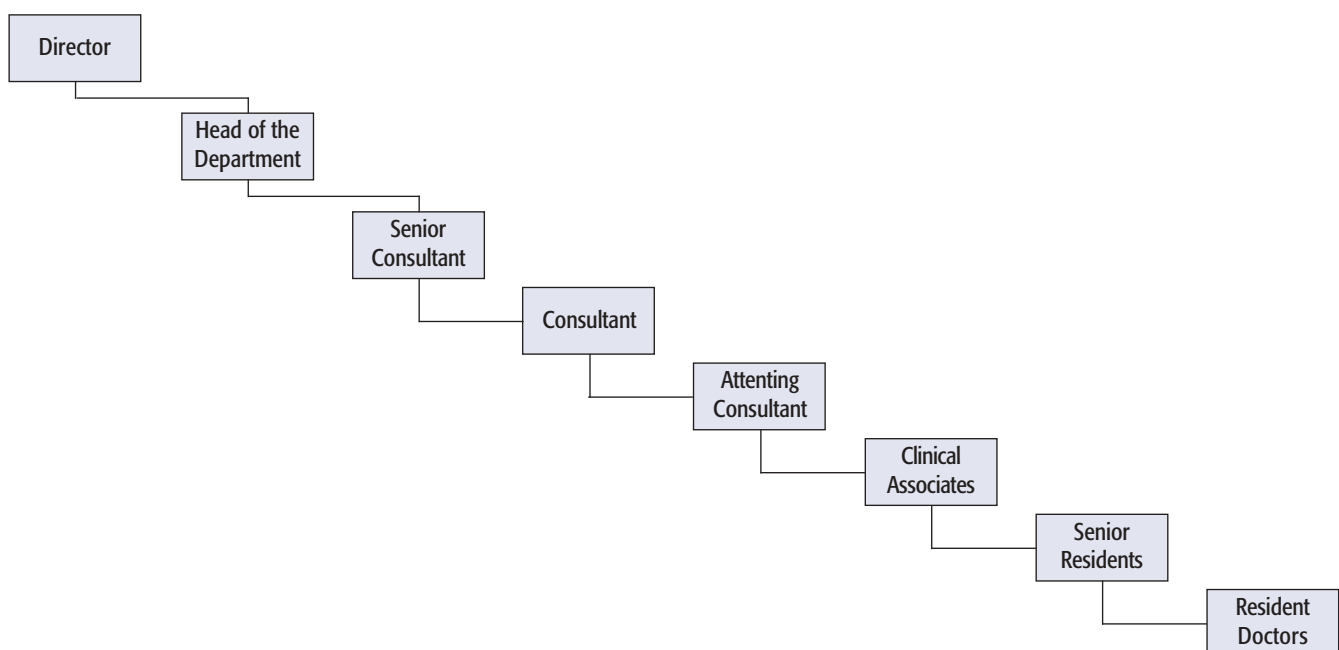 Director
Head of the
Department
Senior
Consultant
Consultant
Attenting
Consultant
Clinical
Associates
Senior
Residents
Resident
Doctors